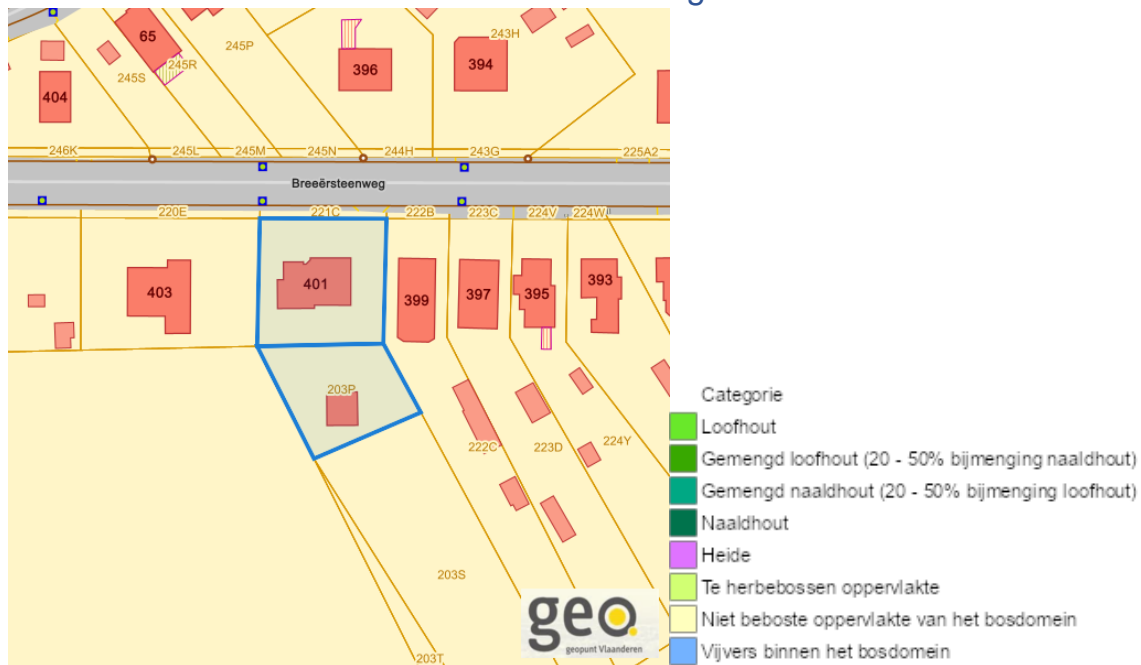 65
245P
243H
245R
245S
396
394
404
246K
245L
245M
245N
244H
243G
225A2
Breeërsteenweg
220E
221C
222B
223C
224V
224W
403
401
399
397
395
393
203P
222C
223D
224Y
203S
203T
geo
geopunt Vlaanderen
Categorie
Loofhout
Gemengd loofhout (20 - 50% bijmenging naaldhout)
Gemengd naaldhout (20 - 50% bijmenging loofhout)
Naaldhout
Heide
Te herbebossen oppervlakte
Niet beboste oppervlakte van het bosdomein
Vijvers binnen het bosdomein